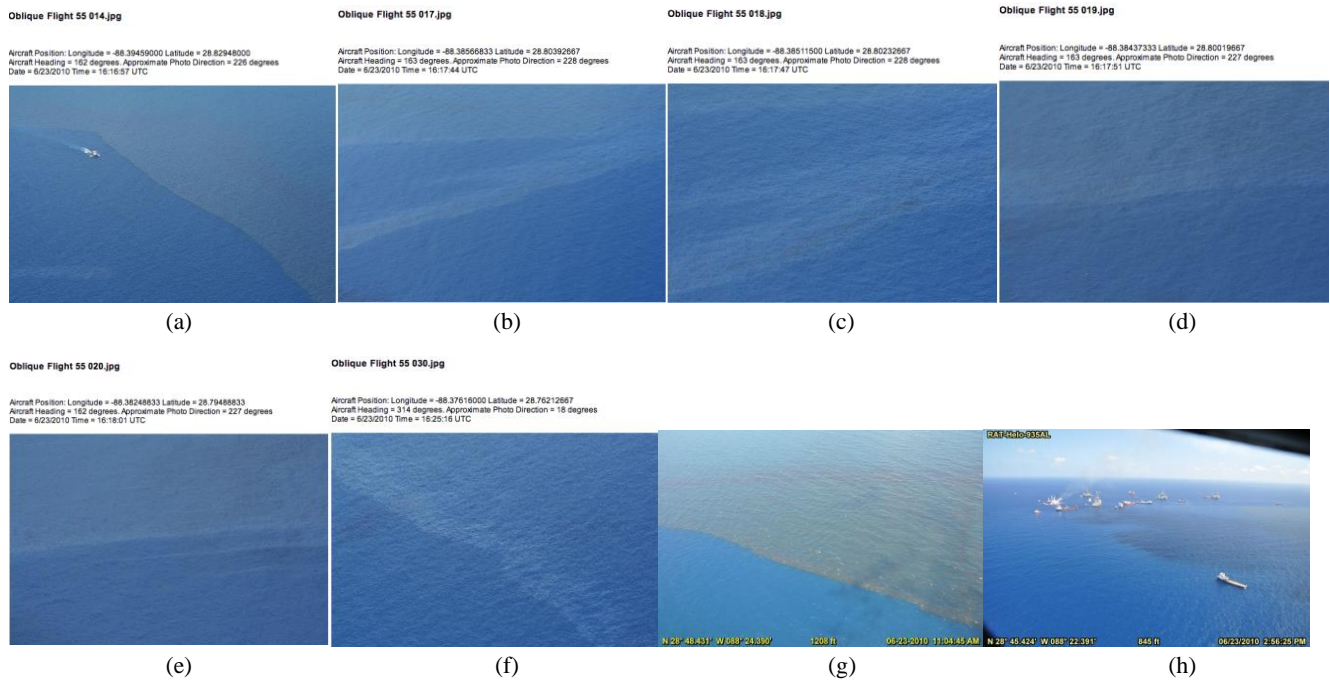 Oblique Flight 55 014.jpg
Aircraft Position: Longitude = -88.39459000 Latitude = 28.82948000
Aircraft Heading = 162 degrees. Approximate Photo Direction = 226 degrees
Date = 6/23/2010 Time = 16:16:57 UTC
(a)
Oblique Flight 55 017.jpg
Aircraft Position: Longitude = -88.38566833 Latitude = 28.80392667
Aircraft Heading = 163 degrees. Approximate Photo Direction = 228 degrees
Date = 6/23/2010 Time = 16:17:44 UTC
(b)
Oblique Flight 55 018.jpg
Aircraft Position: Longitude = -88.38511500 Latitude = 28.80232667
Aircraft Heading = 163 degrees. Approximate Photo Direction = 228 degrees
Date = 6/23/2010 Time = 16:17:47 UTC
(c)
Oblique Flight 55 019.jpg
Aircraft Position: Longitude = -88.38437333 Latitude = 28.80019667
Aircraft Heading = 163 degrees. Approximate Photo Direction = 227 degrees
Date = 6/23/2010 Time = 16:17:51 UTC
(d)
Oblique Flight 55 020.jpg
Aircraft Position: Longitude = -88.38248833 Latitude = 28.79488833
Aircraft Heading = 162 degrees. Approximate Photo Direction = 227 degrees
Date = 6/23/2010 Time = 16:18:01 UTC
(e)
Oblique Flight 55 030.jpg
Aircraft Position: Longitude = -88.37616000 Latitude = 28.76212667
Aircraft Heading = 314 degrees. Approximate Photo Direction = 18 degrees
Date = 6/23/2010 Time = 16:25:16 UTC
(f)
N 28° 48.431' W 088° 24.390' 1208 ft 06-23-2010 11:04:45 AM
(g)
RAT-Helo-935AL
N 28° 45.424' W 088° 22.391' 845 ft 06/23/2010 2:56:25 PM
(h)